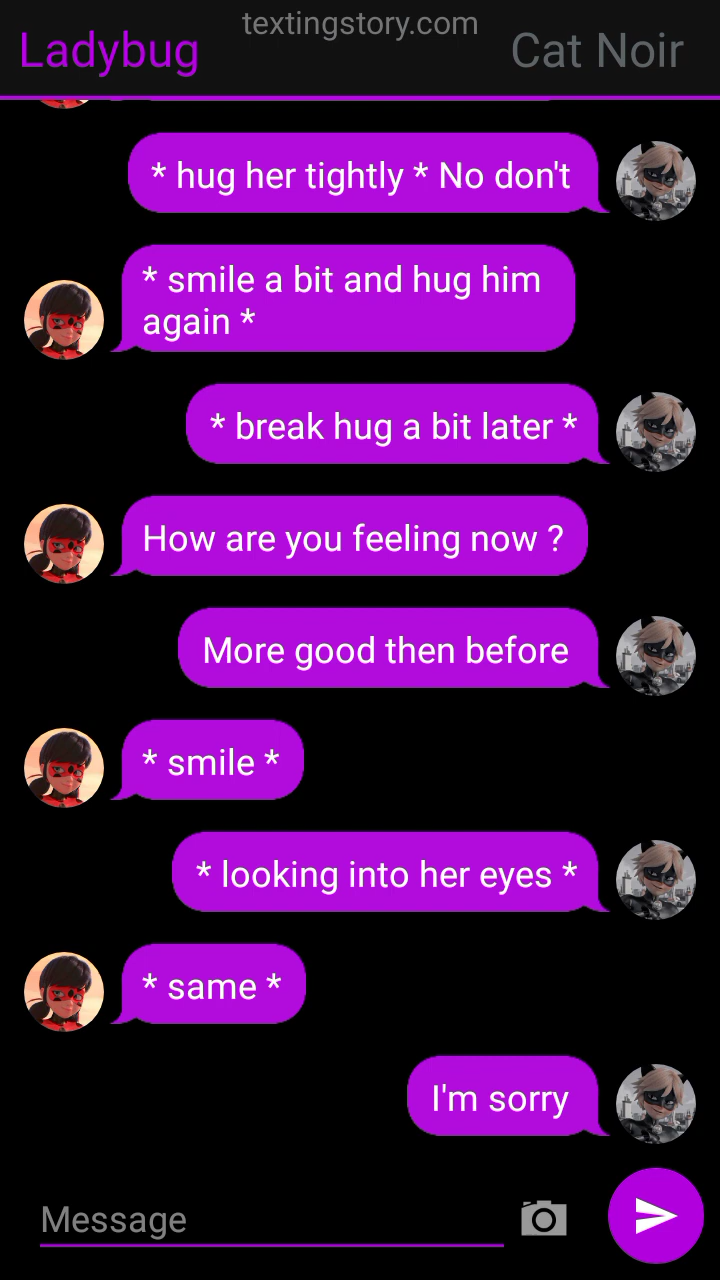 textingstory.com
Ladybug
Cat Noir
* hug her tightly * No don't
* smile a bit and hug him
again *
* break hug a bit later *
How are you feeling now ?
More good then before
* smile *
* looking into her eyes *
* same *
I'm sorry
Message